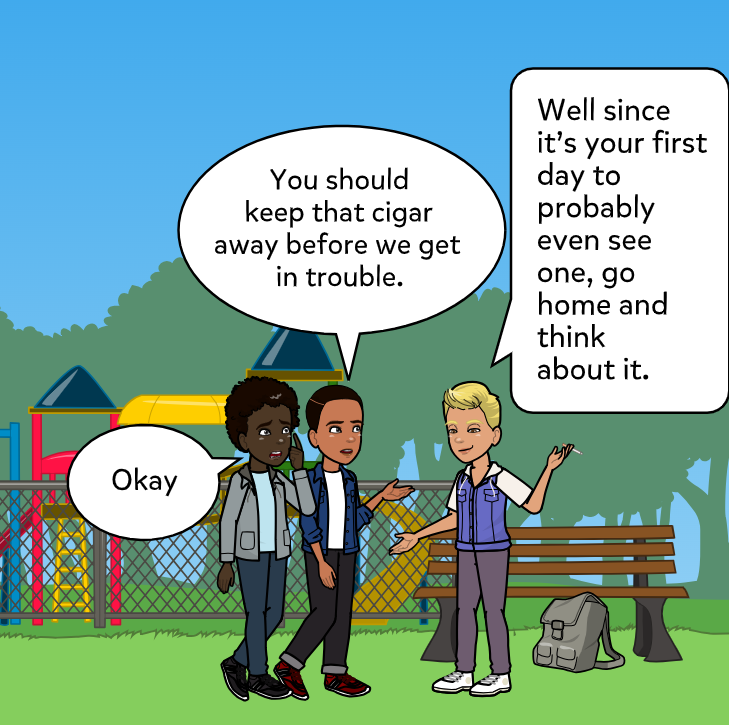 You should
keep that cigar
away before we get
in trouble.
Well since
it's your first
day to
probably
even see
one, go
home and
think
about it.
Okay